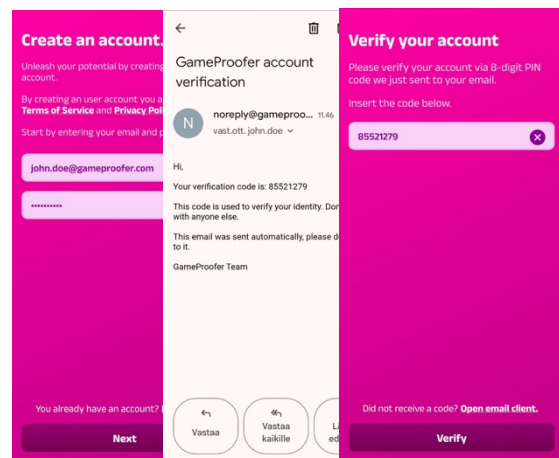 Create an account.
Unleash your potential by creating
account.
By creating an user account you a
Terms of Service and Privacy Poli
Start by entering your email and p
john.doe@gameproofer.com
You already have an account?
Next
GameProofer account
verification
N
noreply@gameproo... 11.46
vast.ott. john.doe
Hi,
Your verification code is: 85521279
This code is used to verify your identity. Don
with anyone else.
This email was sent automatically, please d
to it.
GameProofer Team
Vastaa
Vastaa
kaikille
Verify your account
Please verify your account via 8-digit PIN
code we just sent to your email.
Insert the code below.
85521279
Did not receive a code? Open email client.
Verify